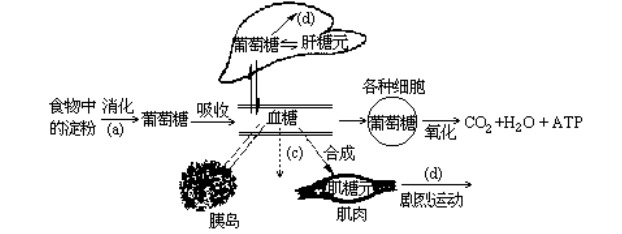 (d)
葡萄糖⇌肝糖元
各种细胞
食物中
的淀粉
消化
(a)
葡萄糖
吸收
血糖
葡萄糖
氧化
CO₂+H₂O+ATP
(c)
合成
胰岛
肌糖元
肌肉
(d)
剧烈运动